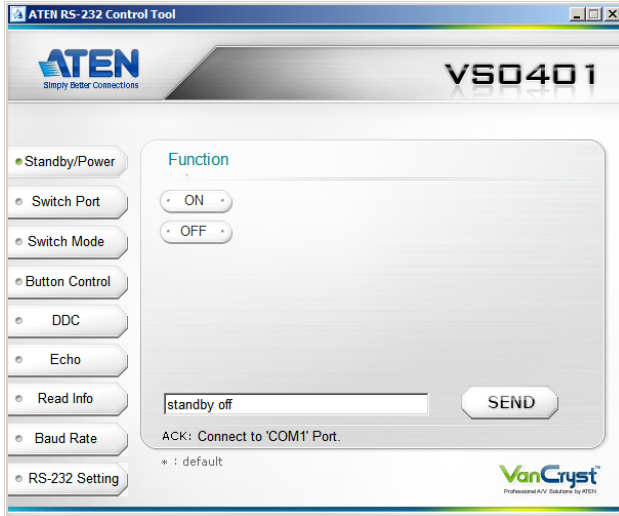 ATEN RS-232 Control Tool
ATEN
Simply Better Connections
VS0401
Standby/Power
Switch Port
Switch Mode
Button Control
DDC
Echo
Read Info
Baud Rate
RS-232 Setting
Function
ON
OFF
standby off
SEND
ACK: Connect to 'COM1' Port.
* : default
VanCryst™
Professional A/V Solutions by ATEN